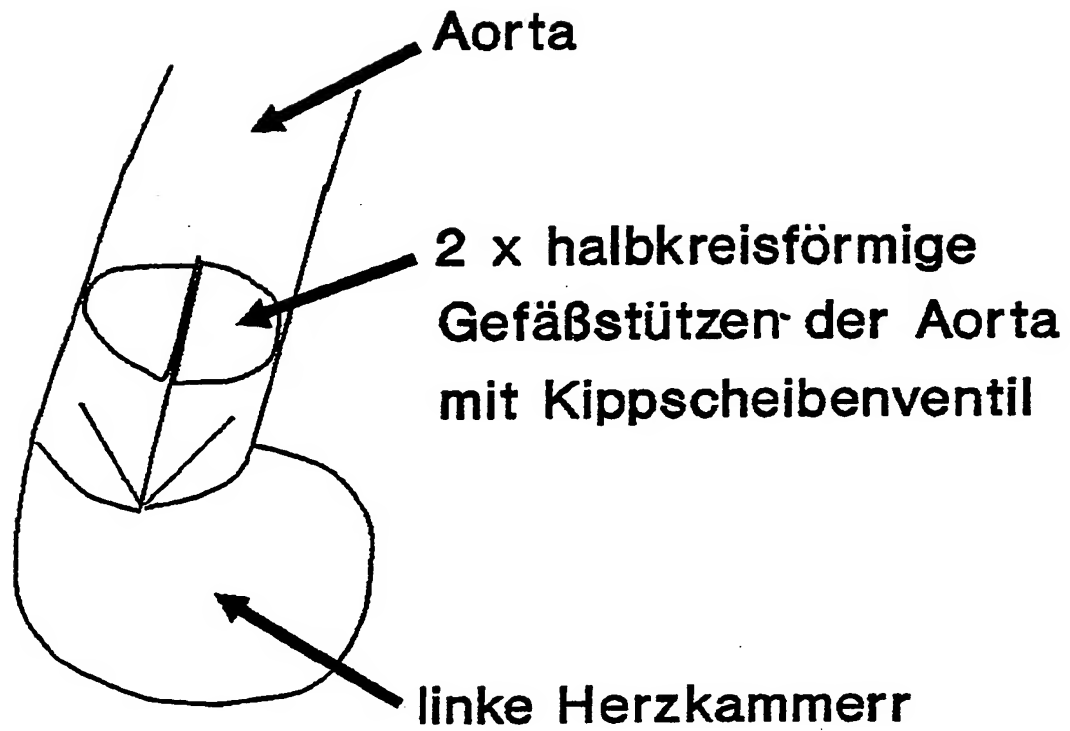 Aorta
2 x halbkreisförmige
Gefäßstützen der Aorta
mit Kippscheibenventil
linke Herzkammerr